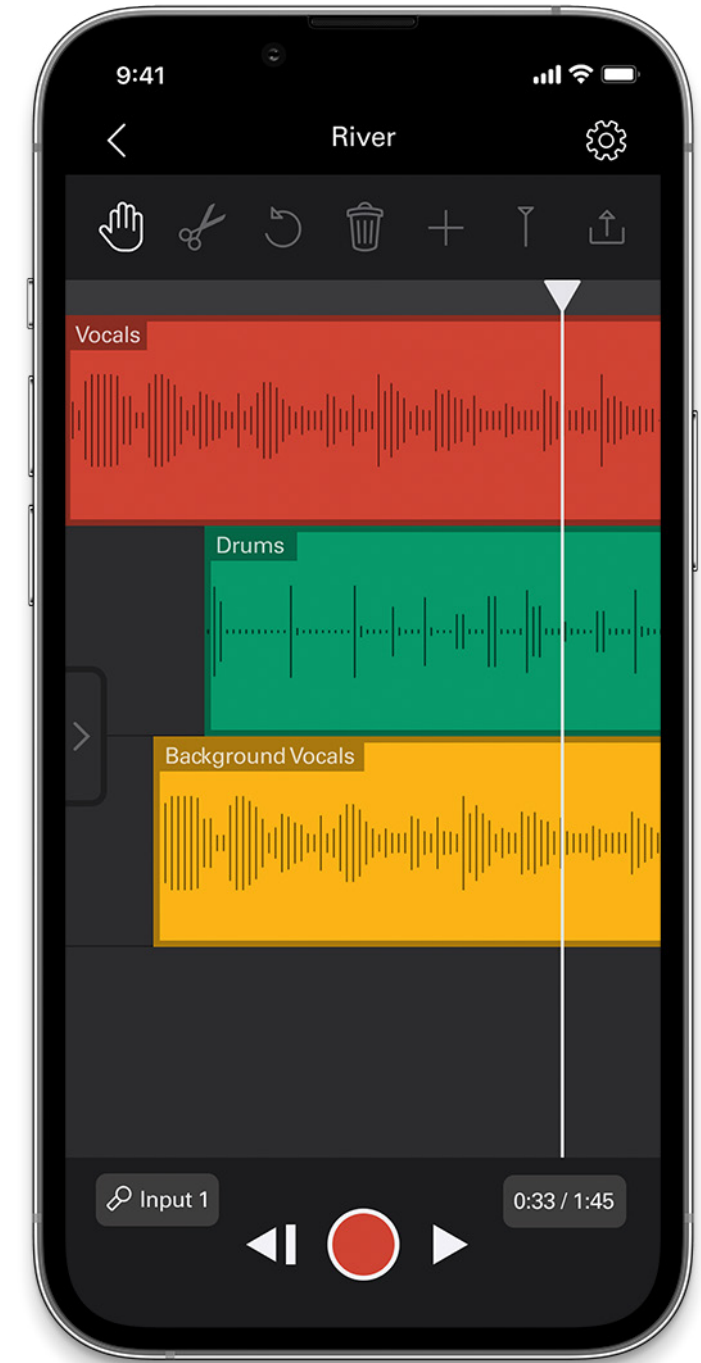 9:41
River
Vocals
Drums
Background Vocals
Input 1
0:33 / 1:45